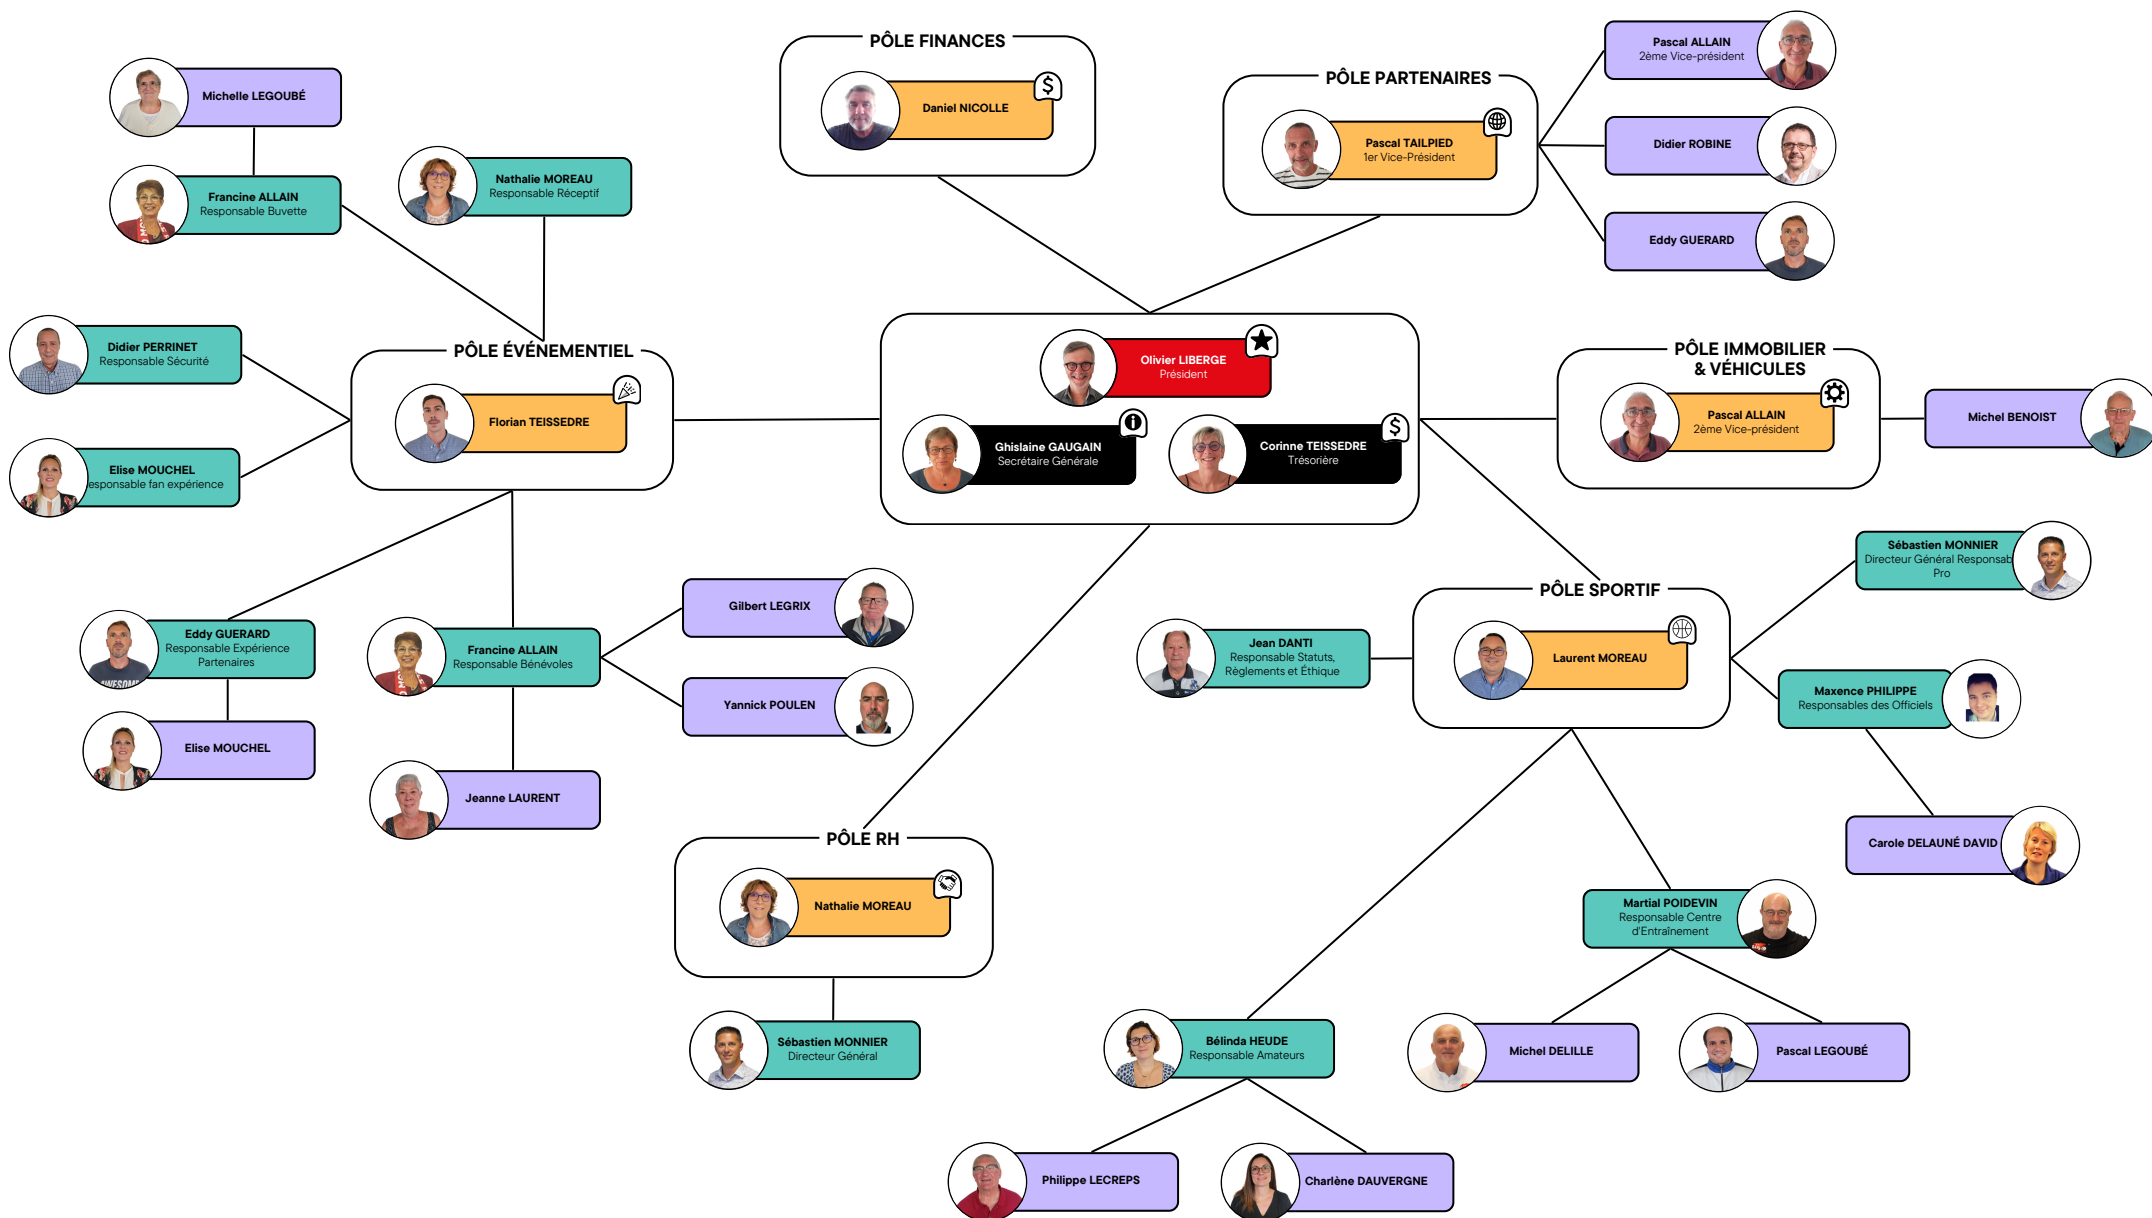 PÔLE FINANCES
Daniel NICOLLE
$
PÔLE PARTENAIRES
Pascal TAILPIED
1er Vice-Président
Pascal ALLAIN
2ème Vice-président
Didier ROBINE
Eddy GUERARD
Michelle LEGOUBÉ
Francine ALLAIN
Responsable Buvette
Nathalie MOREAU
Responsable Réceptif
Didier PERRINET
Responsable Sécurité
Elise MOUCHEL
esponsable fan expérience
PÔLE ÉVÉNEMENTIEL
Florian TEISSEDRE
Olivier LIBERGE
Président
Ghislaine GAUGAIN
Secrétaire Générale
Corinne TEISSEDRE
Trésorière
$
PÔLE IMMOBILIER
& VÉHICULES
Pascal ALLAIN
2ème Vice-président
Michel BENOIST
Eddy GUERARD
Responsable Expérience
Partenaires
AWESOME
Elise MOUCHEL
Francine ALLAIN
Responsable Bénévoles
Gilbert LEGRIX
Yannick POULEN
Jeanne LAURENT
PÔLE SPORTIF
Laurent MOREAU
Jean DANTI
Responsable Statuts,
Règlements et Éthique
Sébastien MONNIER
Directeur Général Responsab
Pro
Maxence PHILIPPE
Responsables des Officiels
Carole DELAUNÉ DAVID
PÔLE RH
Nathalie MOREAU
Sébastien MONNIER
Directeur Général
Martial POIDEVIN
Responsable Centre
d'Entraînement
Michel DELILLE
Pascal LEGOUBÉ
Bélinda HEUDE
Responsable Amateurs
Philippe LECREPS
Charlène DAUVERGNE